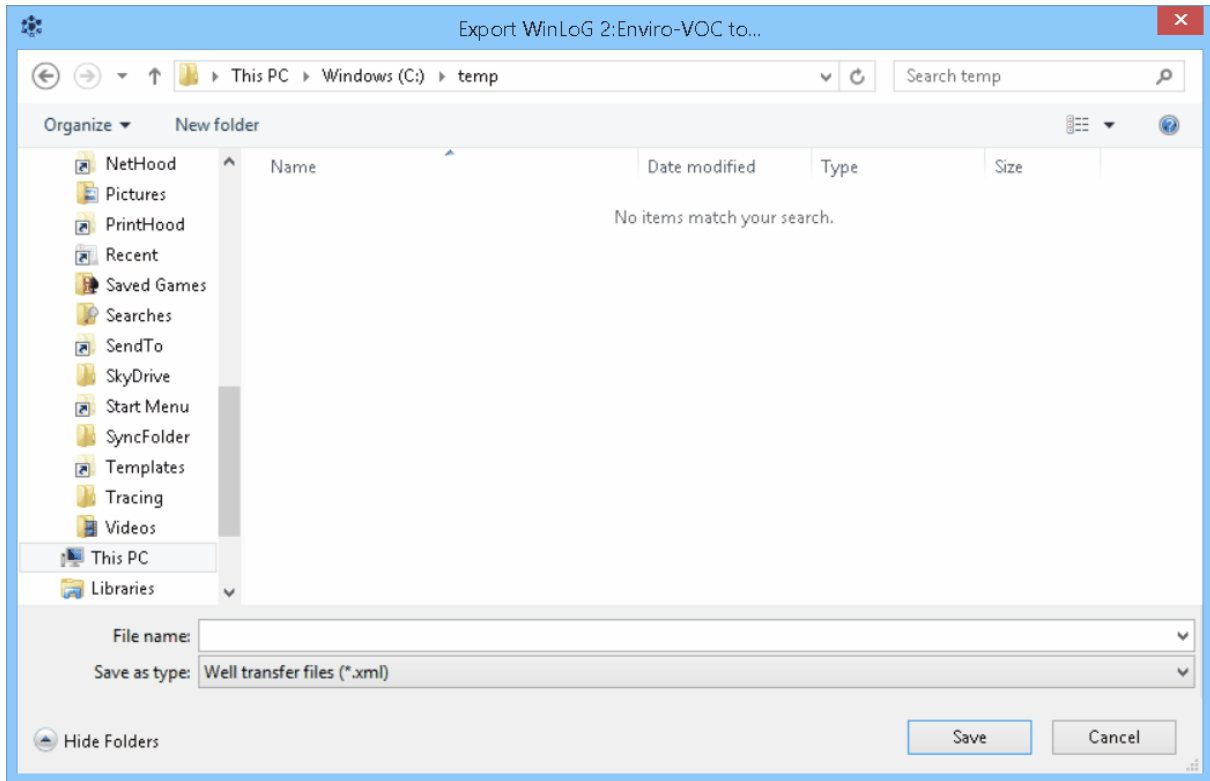 Export WinLoG 2:Enviro-VOC to...
This PC Windows (C:) temp
Search temp
Organize New folder
Name Date modified Type Size
No items match your search.
NetHood
Pictures
PrintHood
Recent
Saved Games
Searches
SendTo
SkyDrive
Start Menu
SyncFolder
Templates
Tracing
Videos
This PC
Libraries
File name:
Save as type: Well transfer files (*.xml)
Hide Folders Save Cancel